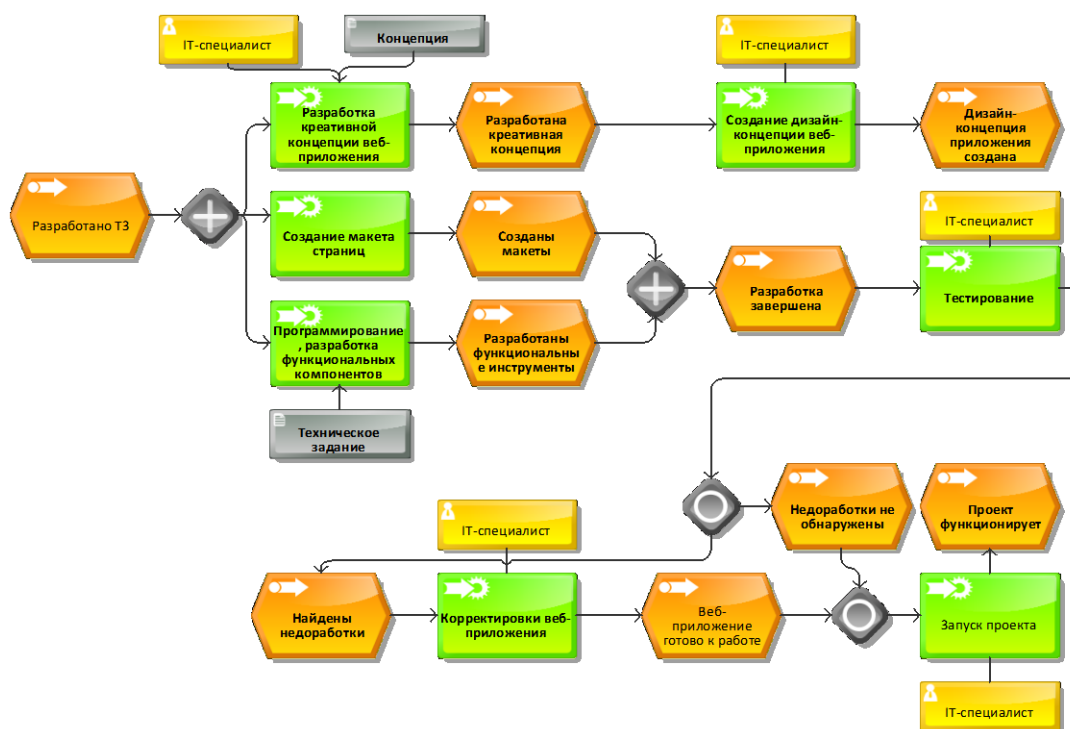 IT-специалист
Концепция
IT-специалист
Разработка
креативной
концепции веб-
приложения
Разработана
креативная
концепция
Создание дизайн-
концепции веб-
приложения
Дизайн-
концепция
приложения
создана
Разработано ТЗ
Создание макета
страниц
Созданы
макеты
IT-специалист
Разработка
завершена
Тестирование
Программирование
, разработка
функциональных
компонентов
Разработаны
функциональны
е инструменты
Техническое
задание
Недоработки не
обнаружены
Проект
функционирует
IT-специалист
Найдены
недоработки
Корректировки веб-
приложения
Веб-
приложение
готово к работе
Запуск проекта
IT-специалист